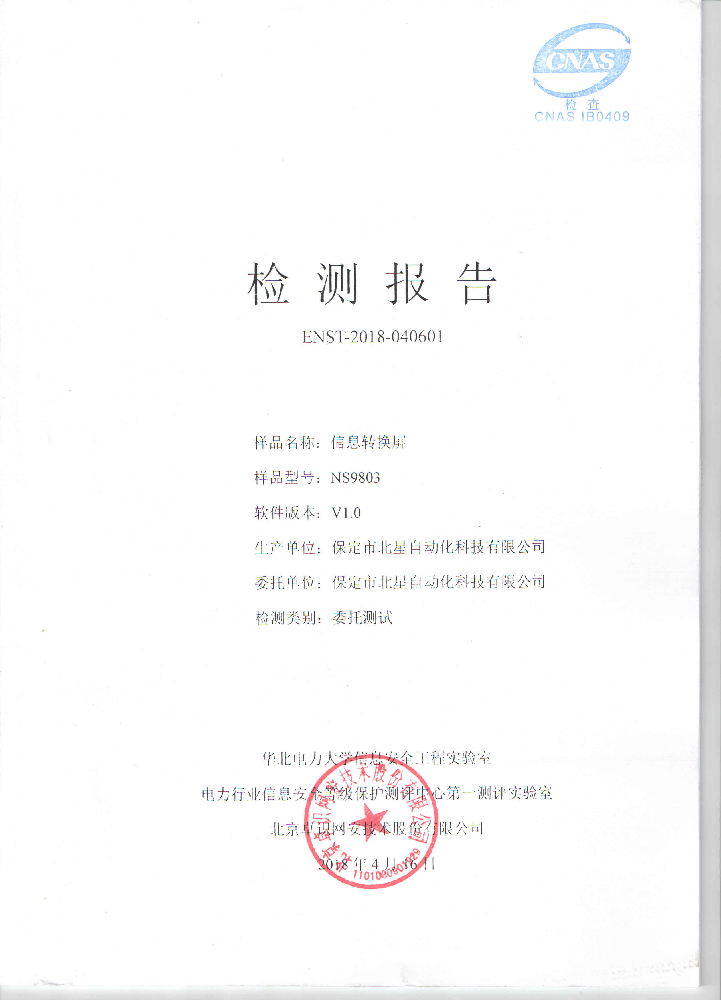 CNAS
检 查
CNAS IB0409
检 测 报 告
ENST-2018-040601
样品名称：信息转换屏
样品型号：NS9803
软件版本：V1.0
生产单位：保定市北星自动化科技有限公司
委托单位：保定市北星自动化科技有限公司
检测类别：委托测试
华北电力大学信息安全工程实验室
电力行业信息安全等级保护测评中心第一测评实验室
北京卓识网安技术股份有限公司
2018 年 4 月 16 日
北京卓识网安技术股份有限公司